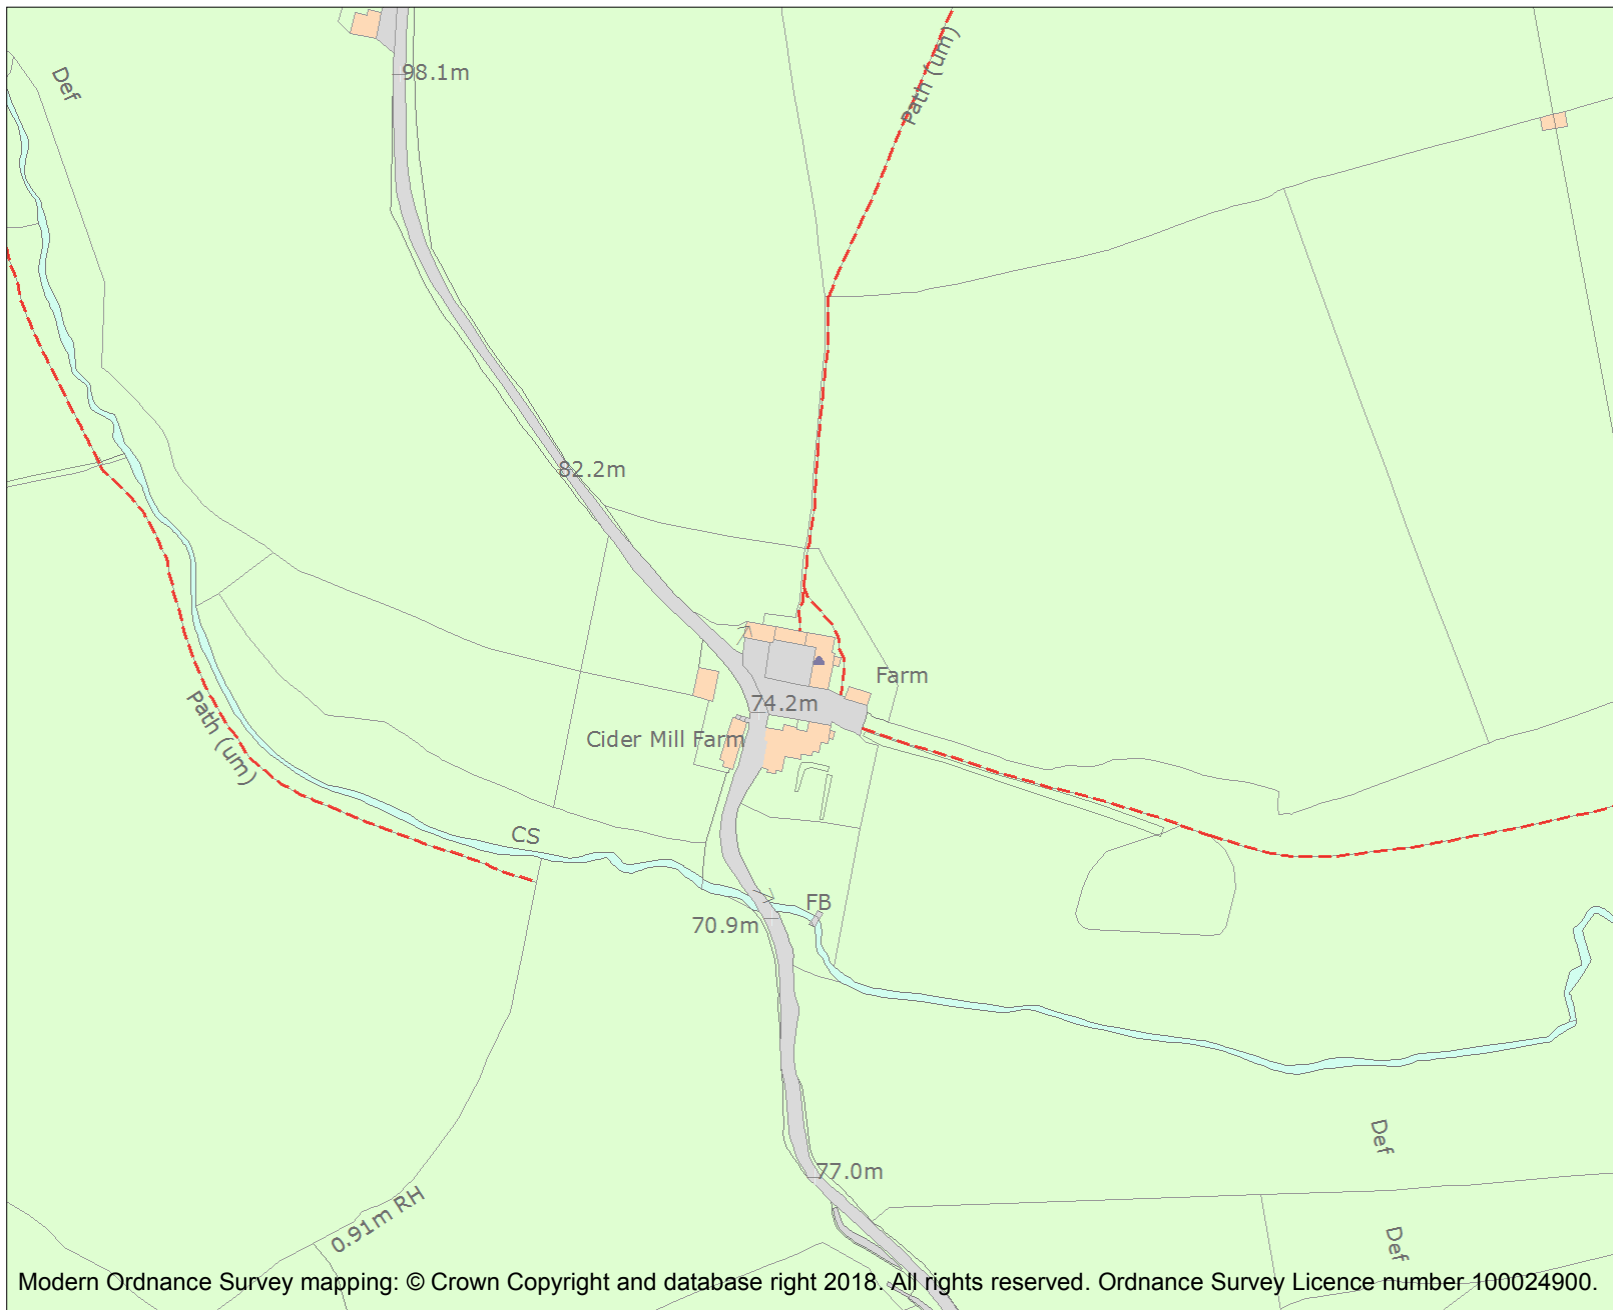 Def
98.1m
Path (um)
82.2m
Farm
74.2m
Cider Mill Farm
Path (um)
CS
FB
70.9m
Def
77.0m
0.91m RH
Def
Modern Ordnance Survey mapping: © Crown Copyright and database right 2018. All rights reserved. Ordnance Survey Licence number 100024900.